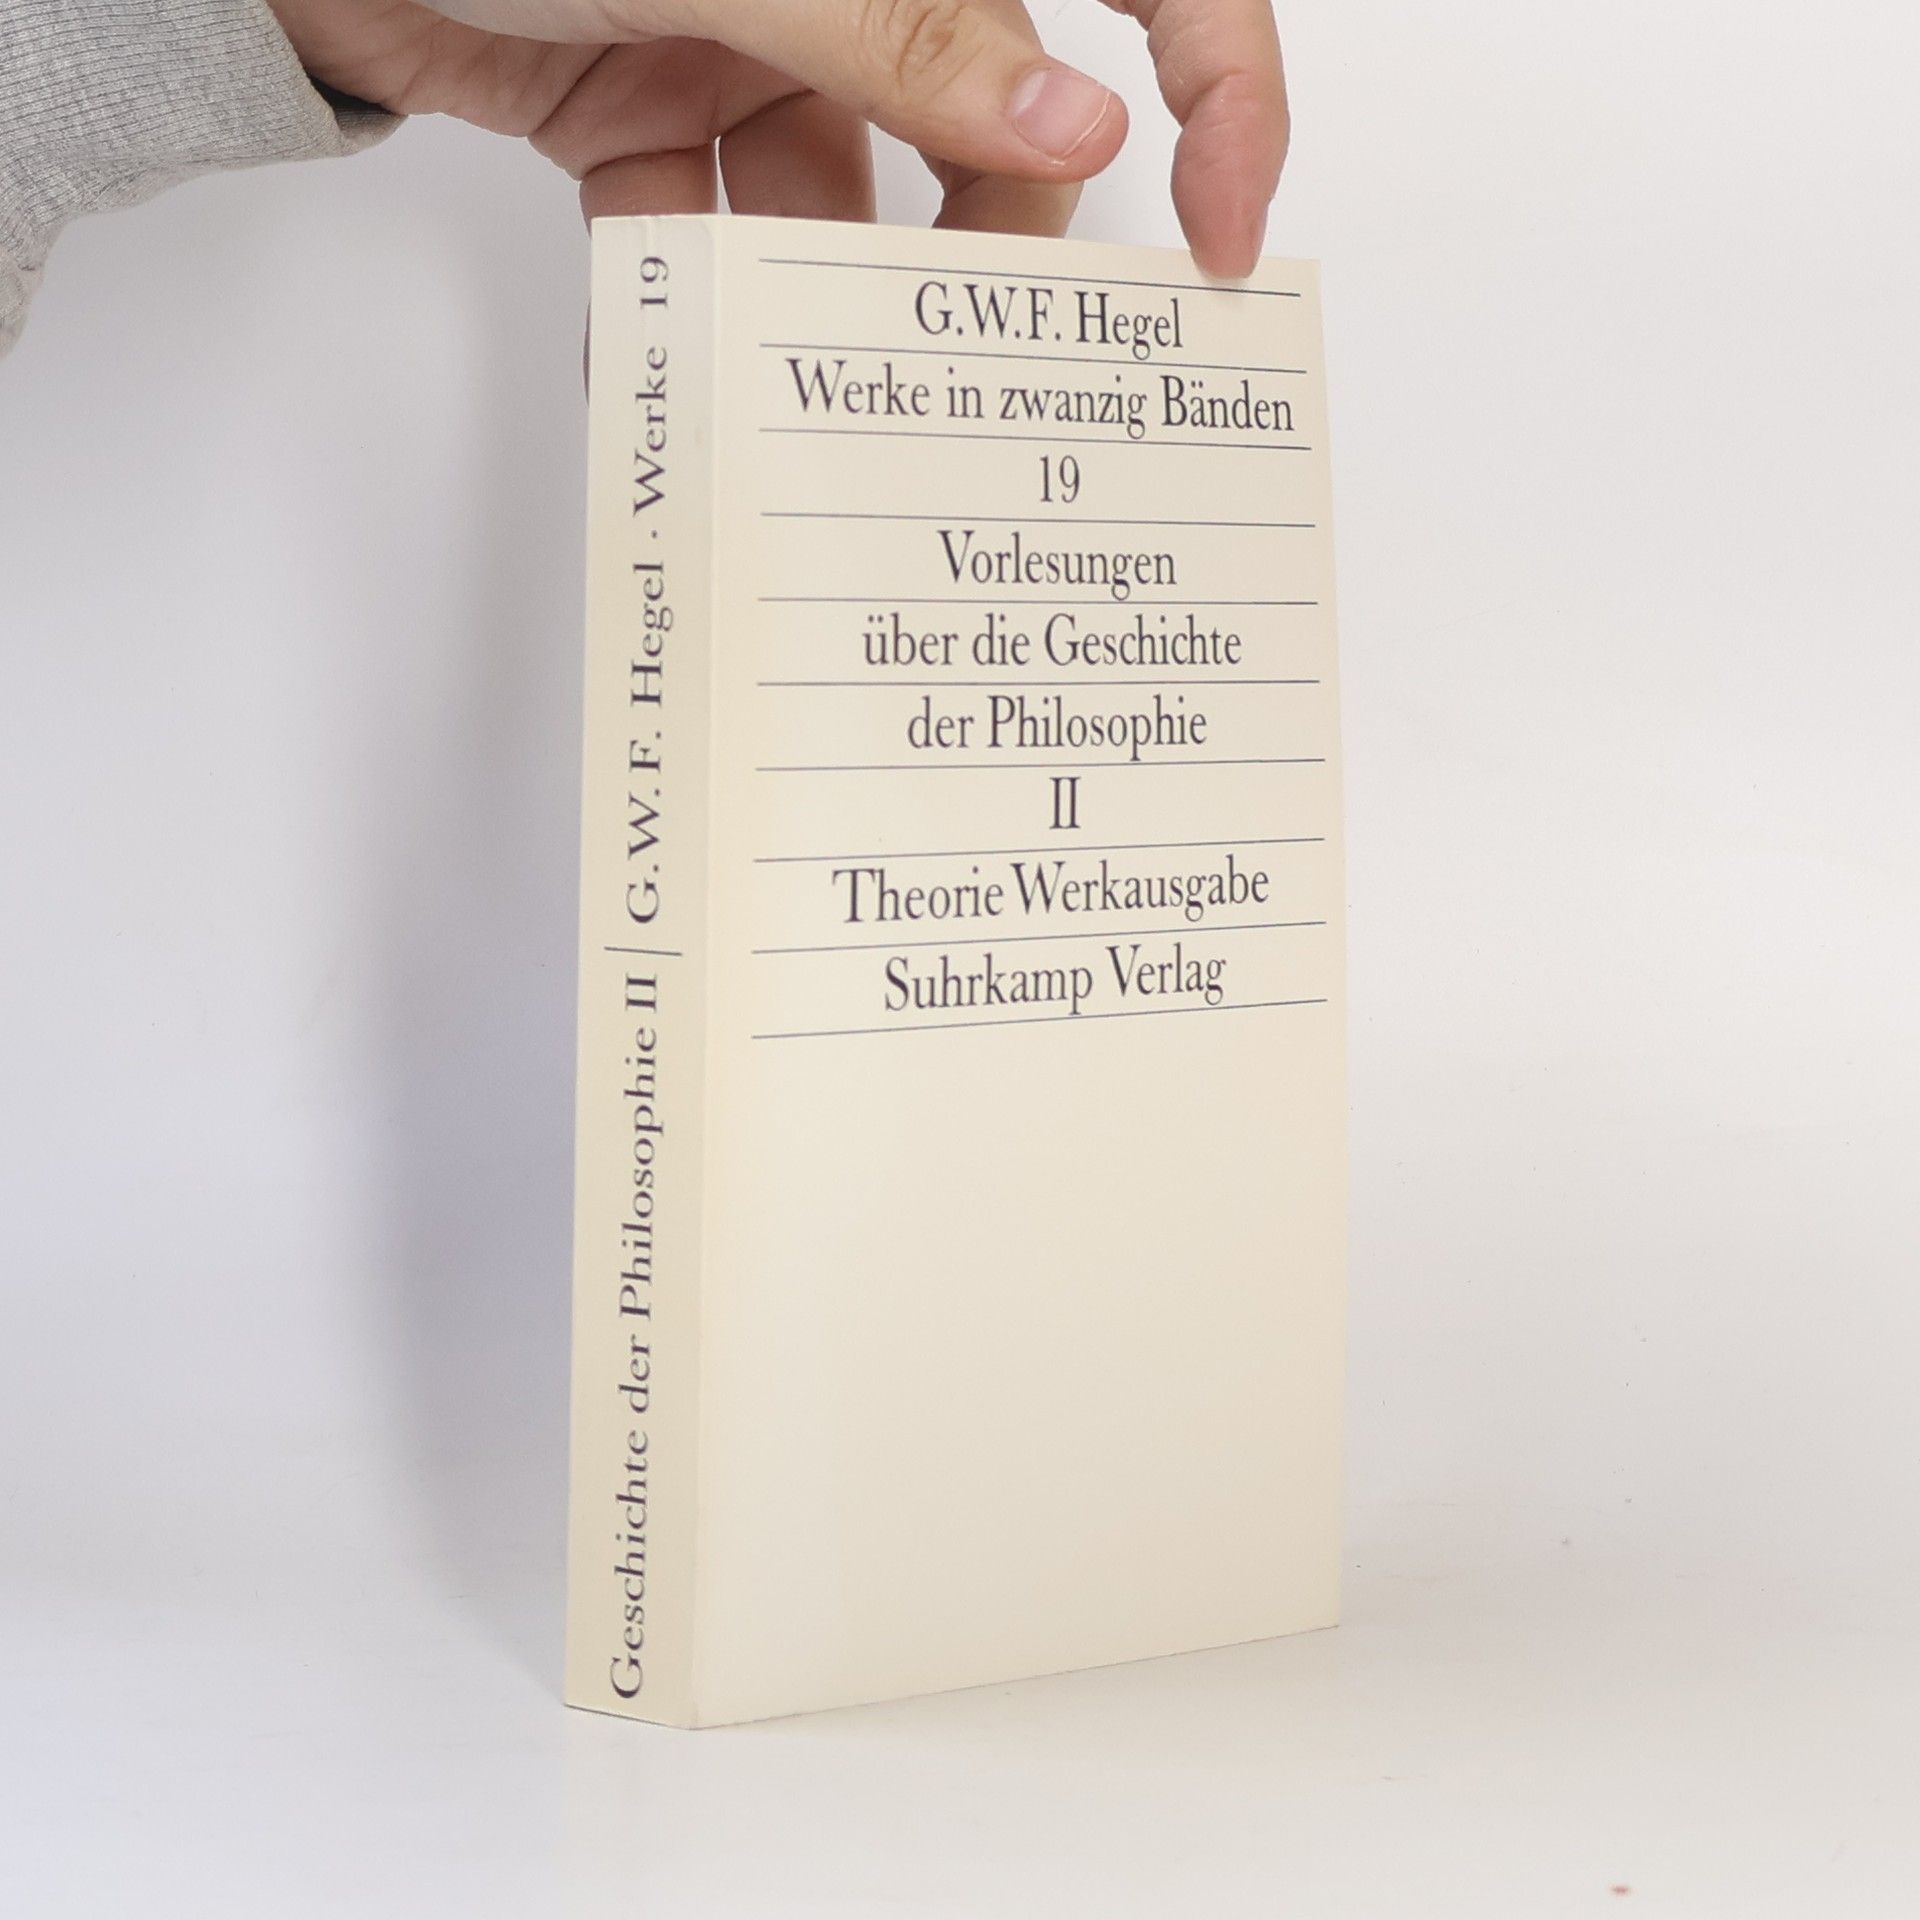 G.W.F. Hegel
Werke in zwanzig Bänden
19
Vorlesungen
über die Geschichte
der Philosophie
II
Theorie Werkausgabe
Suhrkamp Verlag
Geschichte der Philosophie II | G. W. F. Hegel · Werke 19